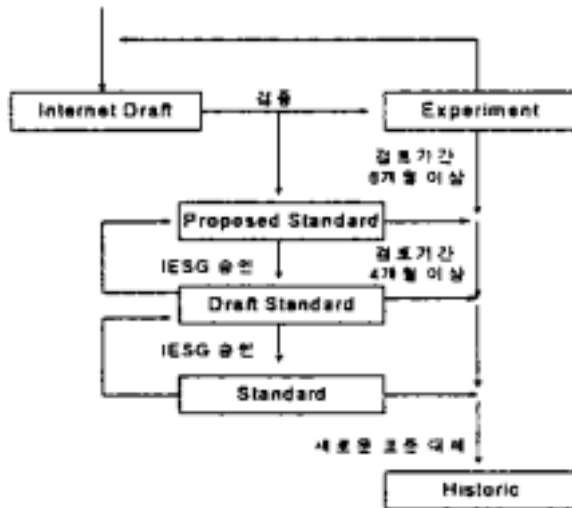 검증
Internet Draft
Experiment
검토기간
6개월 이상
Proposed Standard
검토기간
IESG 승인
4개월 이상
Draft Standard
IESG 승인
Standard
새로운 표준 대체
Historic